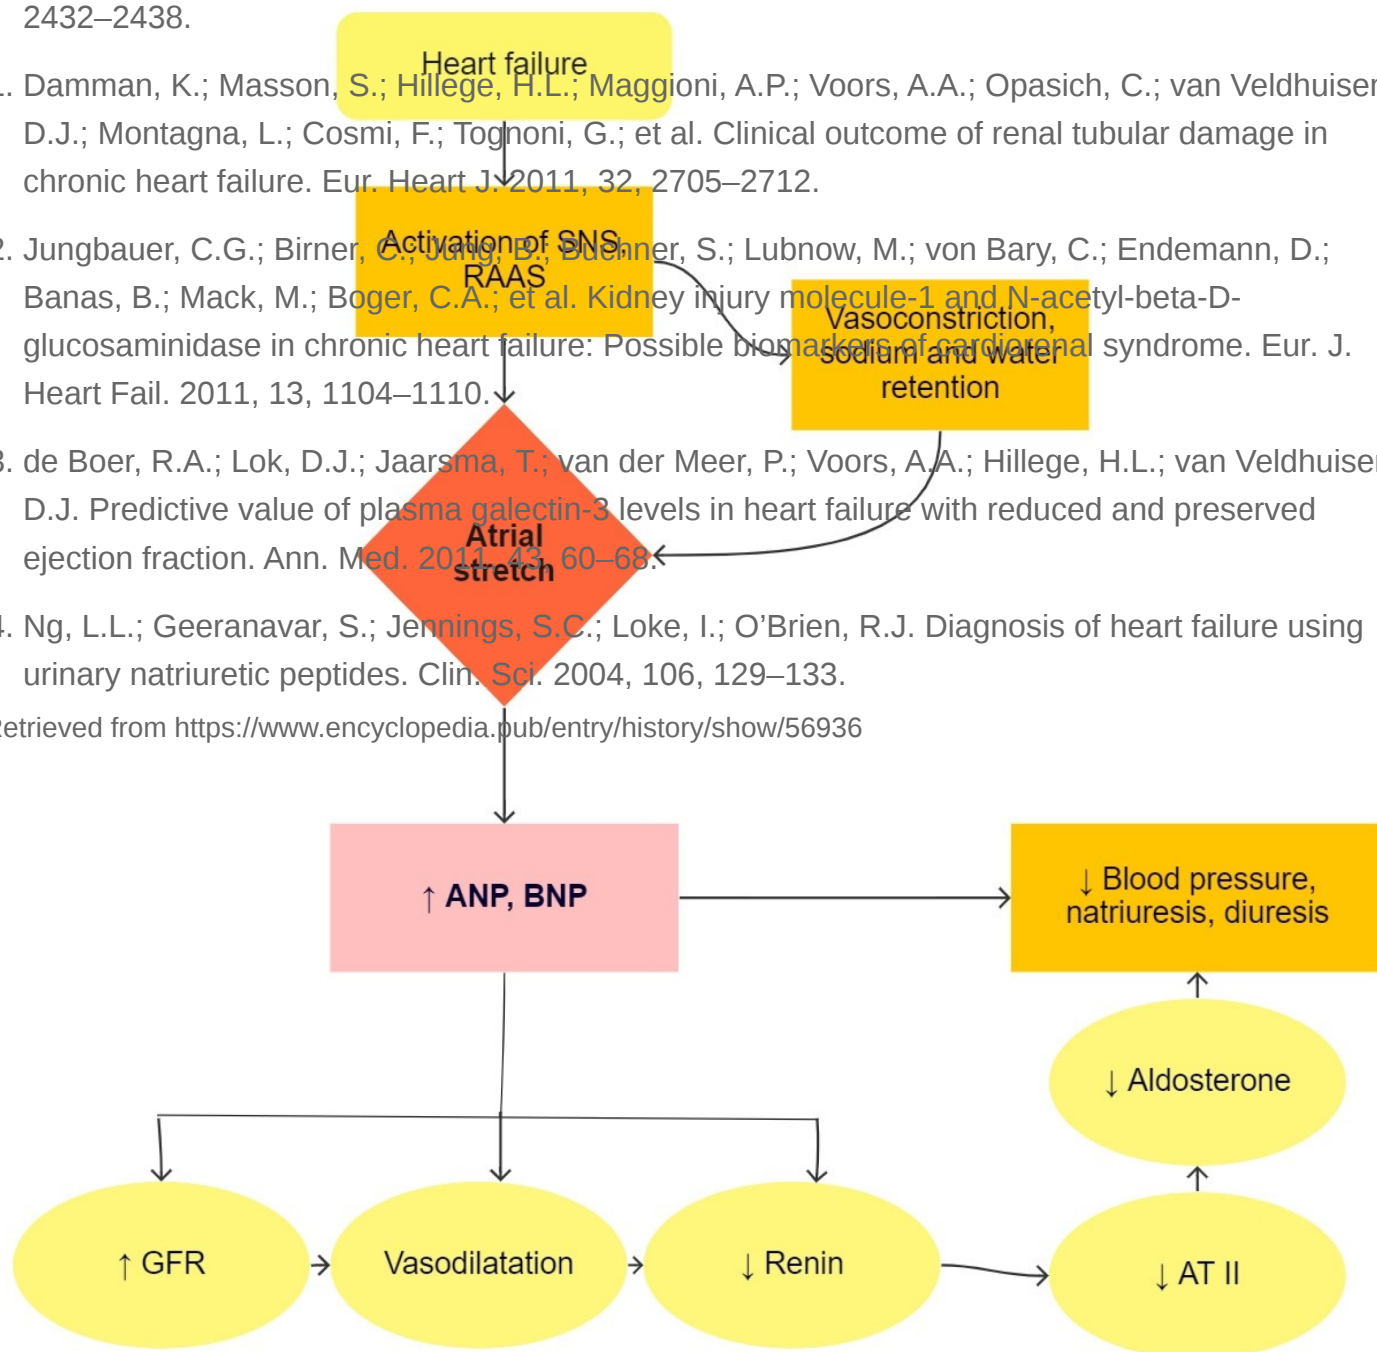 2432–2438.
Heart failure
. Damman, K.; Masson, S.; Hillege, H.L.; Maggioni, A.P.; Voors, A.A.; Opasich, C.; van Veldhuisen
D.J.; Montagna, L.; Cosmi, F.; Tognoni, G.; et al. Clinical outcome of renal tubular damage in
chronic heart failure. Eur. Heart J. 2011, 32, 2705–2712.
Activation of SNS,
RAAS
2. Jungbauer, C.G.; Birner, C.; Jung, B.; Buchner, S.; Lubnow, M.; von Bary, C.; Endemann, D.;
Banas, B.; Mack, M.; Boger, C.A.; et al. Kidney injury molecule-1 and N-acetyl-beta-D-
glucosaminidase in chronic heart failure: Possible biomarkers of cardiorenal syndrome. Eur. J.
Heart Fail. 2011, 13, 1104–1110.
Vasoconstriction,
sodium and water
retention
3. de Boer, R.A.; Lok, D.J.; Jaarsma, T.; van der Meer, P.; Voors, A.A.; Hillege, H.L.; van Veldhuisen
D.J. Predictive value of plasma galectin-3 levels in heart failure with reduced and preserved
ejection fraction. Ann. Med. 2011, 43, 60–68.
Atrial
stretch
4. Ng, L.L.; Geeranavar, S.; Jennings, S.C.; Loke, I.; O’Brien, R.J. Diagnosis of heart failure using
urinary natriuretic peptides. Clin. Sci. 2004, 106, 129–133.
Retrieved from https://www.encyclopedia.pub/entry/history/show/56936
↑ ANP, BNP
↓ Blood pressure,
natriuresis, diuresis
↓ Aldosterone
↑ GFR
Vasodilatation
↓ Renin
↓ AT II